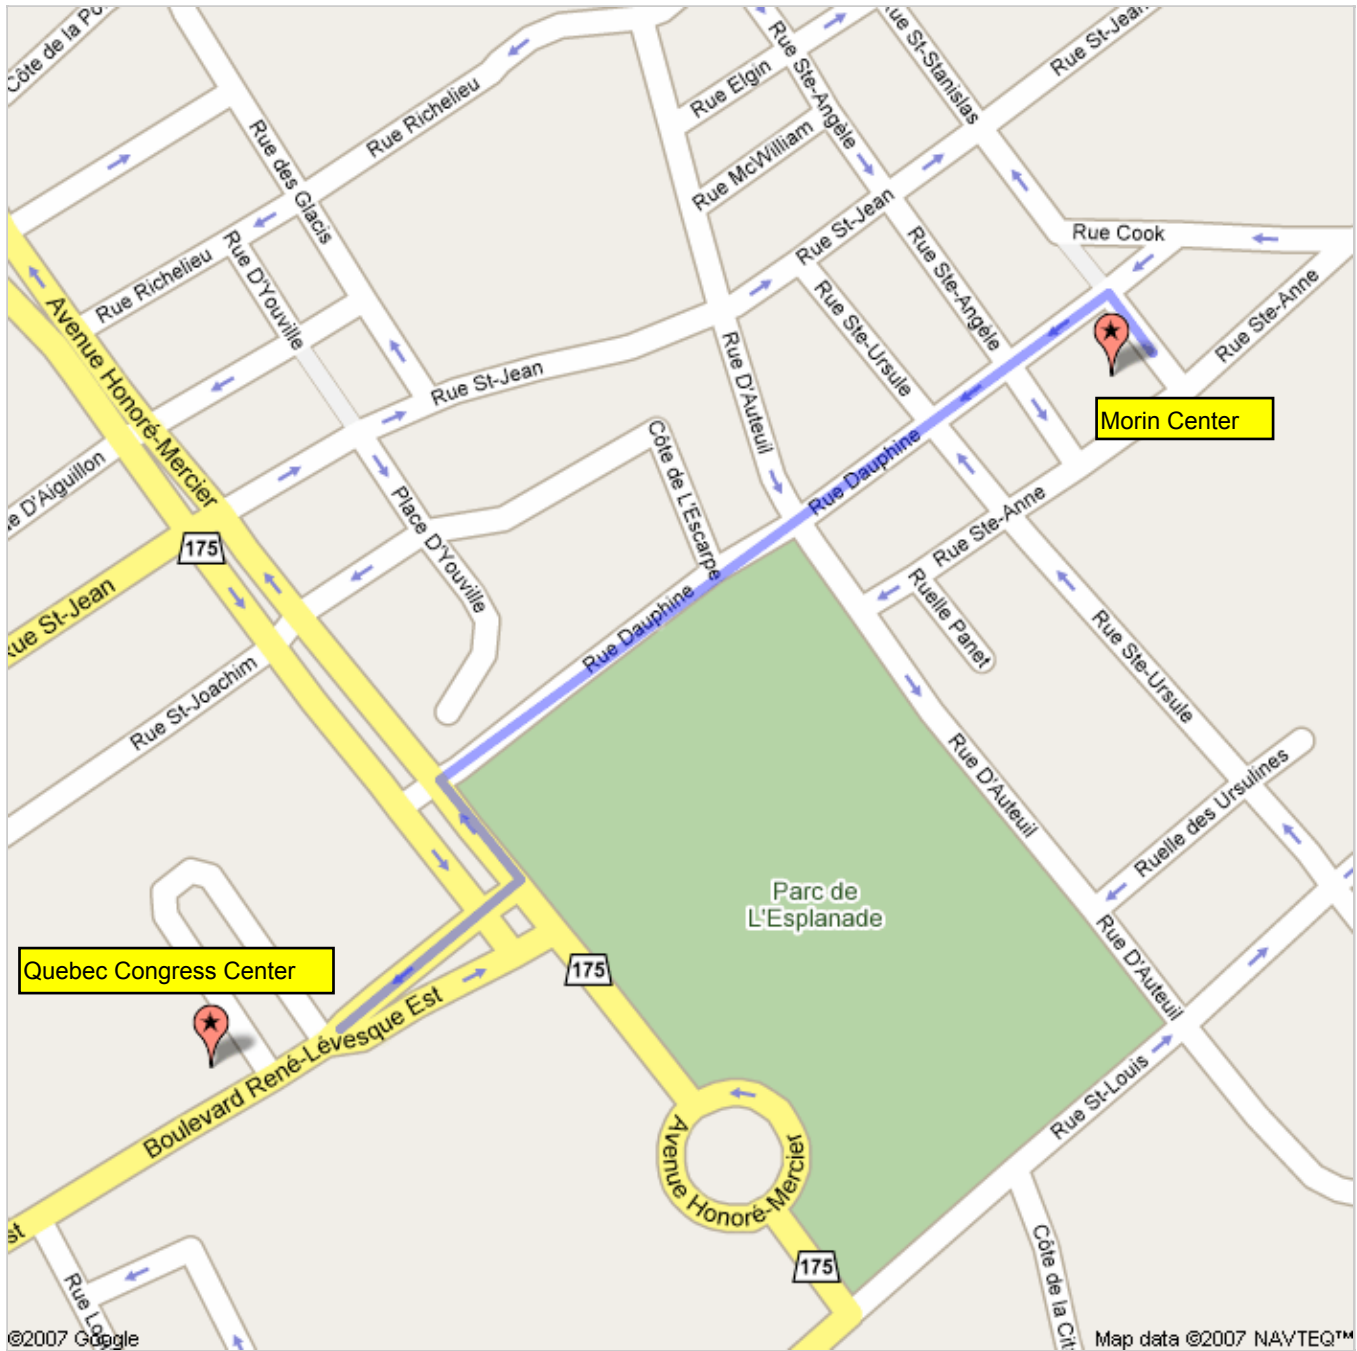 Côte de la Po
Rue des Glacis
Rue Richelieu
Rue Elgin
Rue McWilliam
Rue Ste-Angèle
Rue St-Stanislas
Rue St-Jean
Rue Cook
Rue Ste-Anne
Rue St-Jean
Rue Ste-Angèle
Rue Ste-Ursule
Rue D'Auteuil
Rue D'Youville
Rue Richelieu
Avenue Honoré-Mercier
Rue St-Jean
Morin Center
Côte de L'Escarpe
Rue Dauphine
e D'Aiguillon
175
Place D'Youville
Rue Ste-Anne
Ruelle Panet
Rue St-Jean
Rue Dauphine
Rue St-Joachim
Rue Ste-Ursule
Rue D'Auteuil
Ruelle des Ursulines
Parc de
L'Esplanade
Quebec Congress Center
175
Rue D'Auteuil
Boulevard René-Lévesque Est
Avenue Honoré-Mercier
Rue St-Louis
st
175
Rue Lo
Côte de la Cit
©2007 Google
Map data ©2007 NAVTEQ™